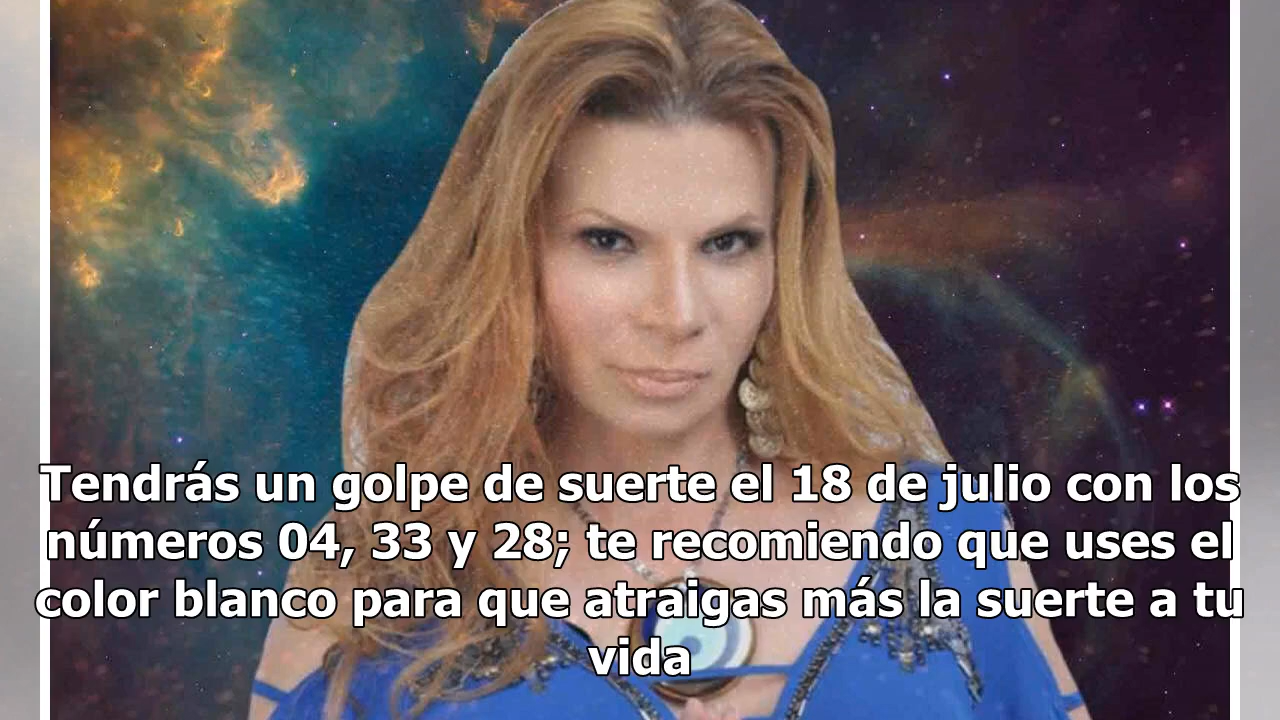 Tendrás un golpe de suerte el 18 de julio con los
números 04, 33 y 28; te recomiendo que uses el
color blanco para que atraigas más la suerte a tu
vida